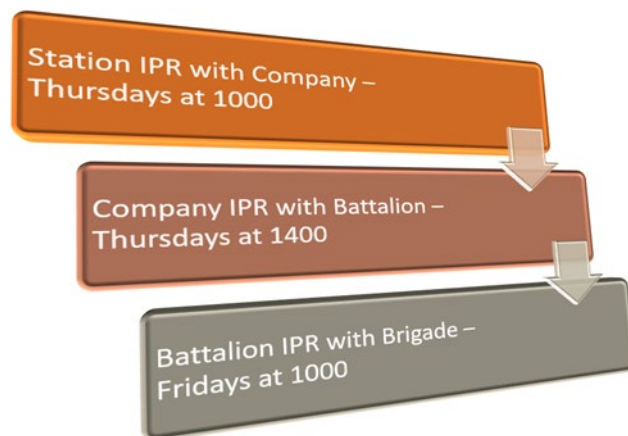 Station IPR with Company –
Thursdays at 1000
Company IPR with Battalion –
Thursdays at 1400
Battalion IPR with Brigade –
Fridays at 1000